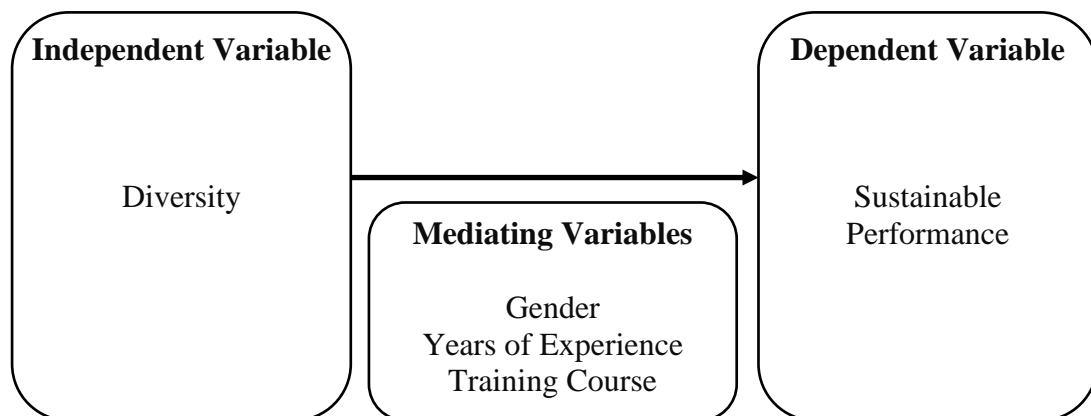 Independent Variable
Diversity
Mediating Variables
Gender
Years of Experience
Training Course
Dependent Variable
Sustainable
Performance